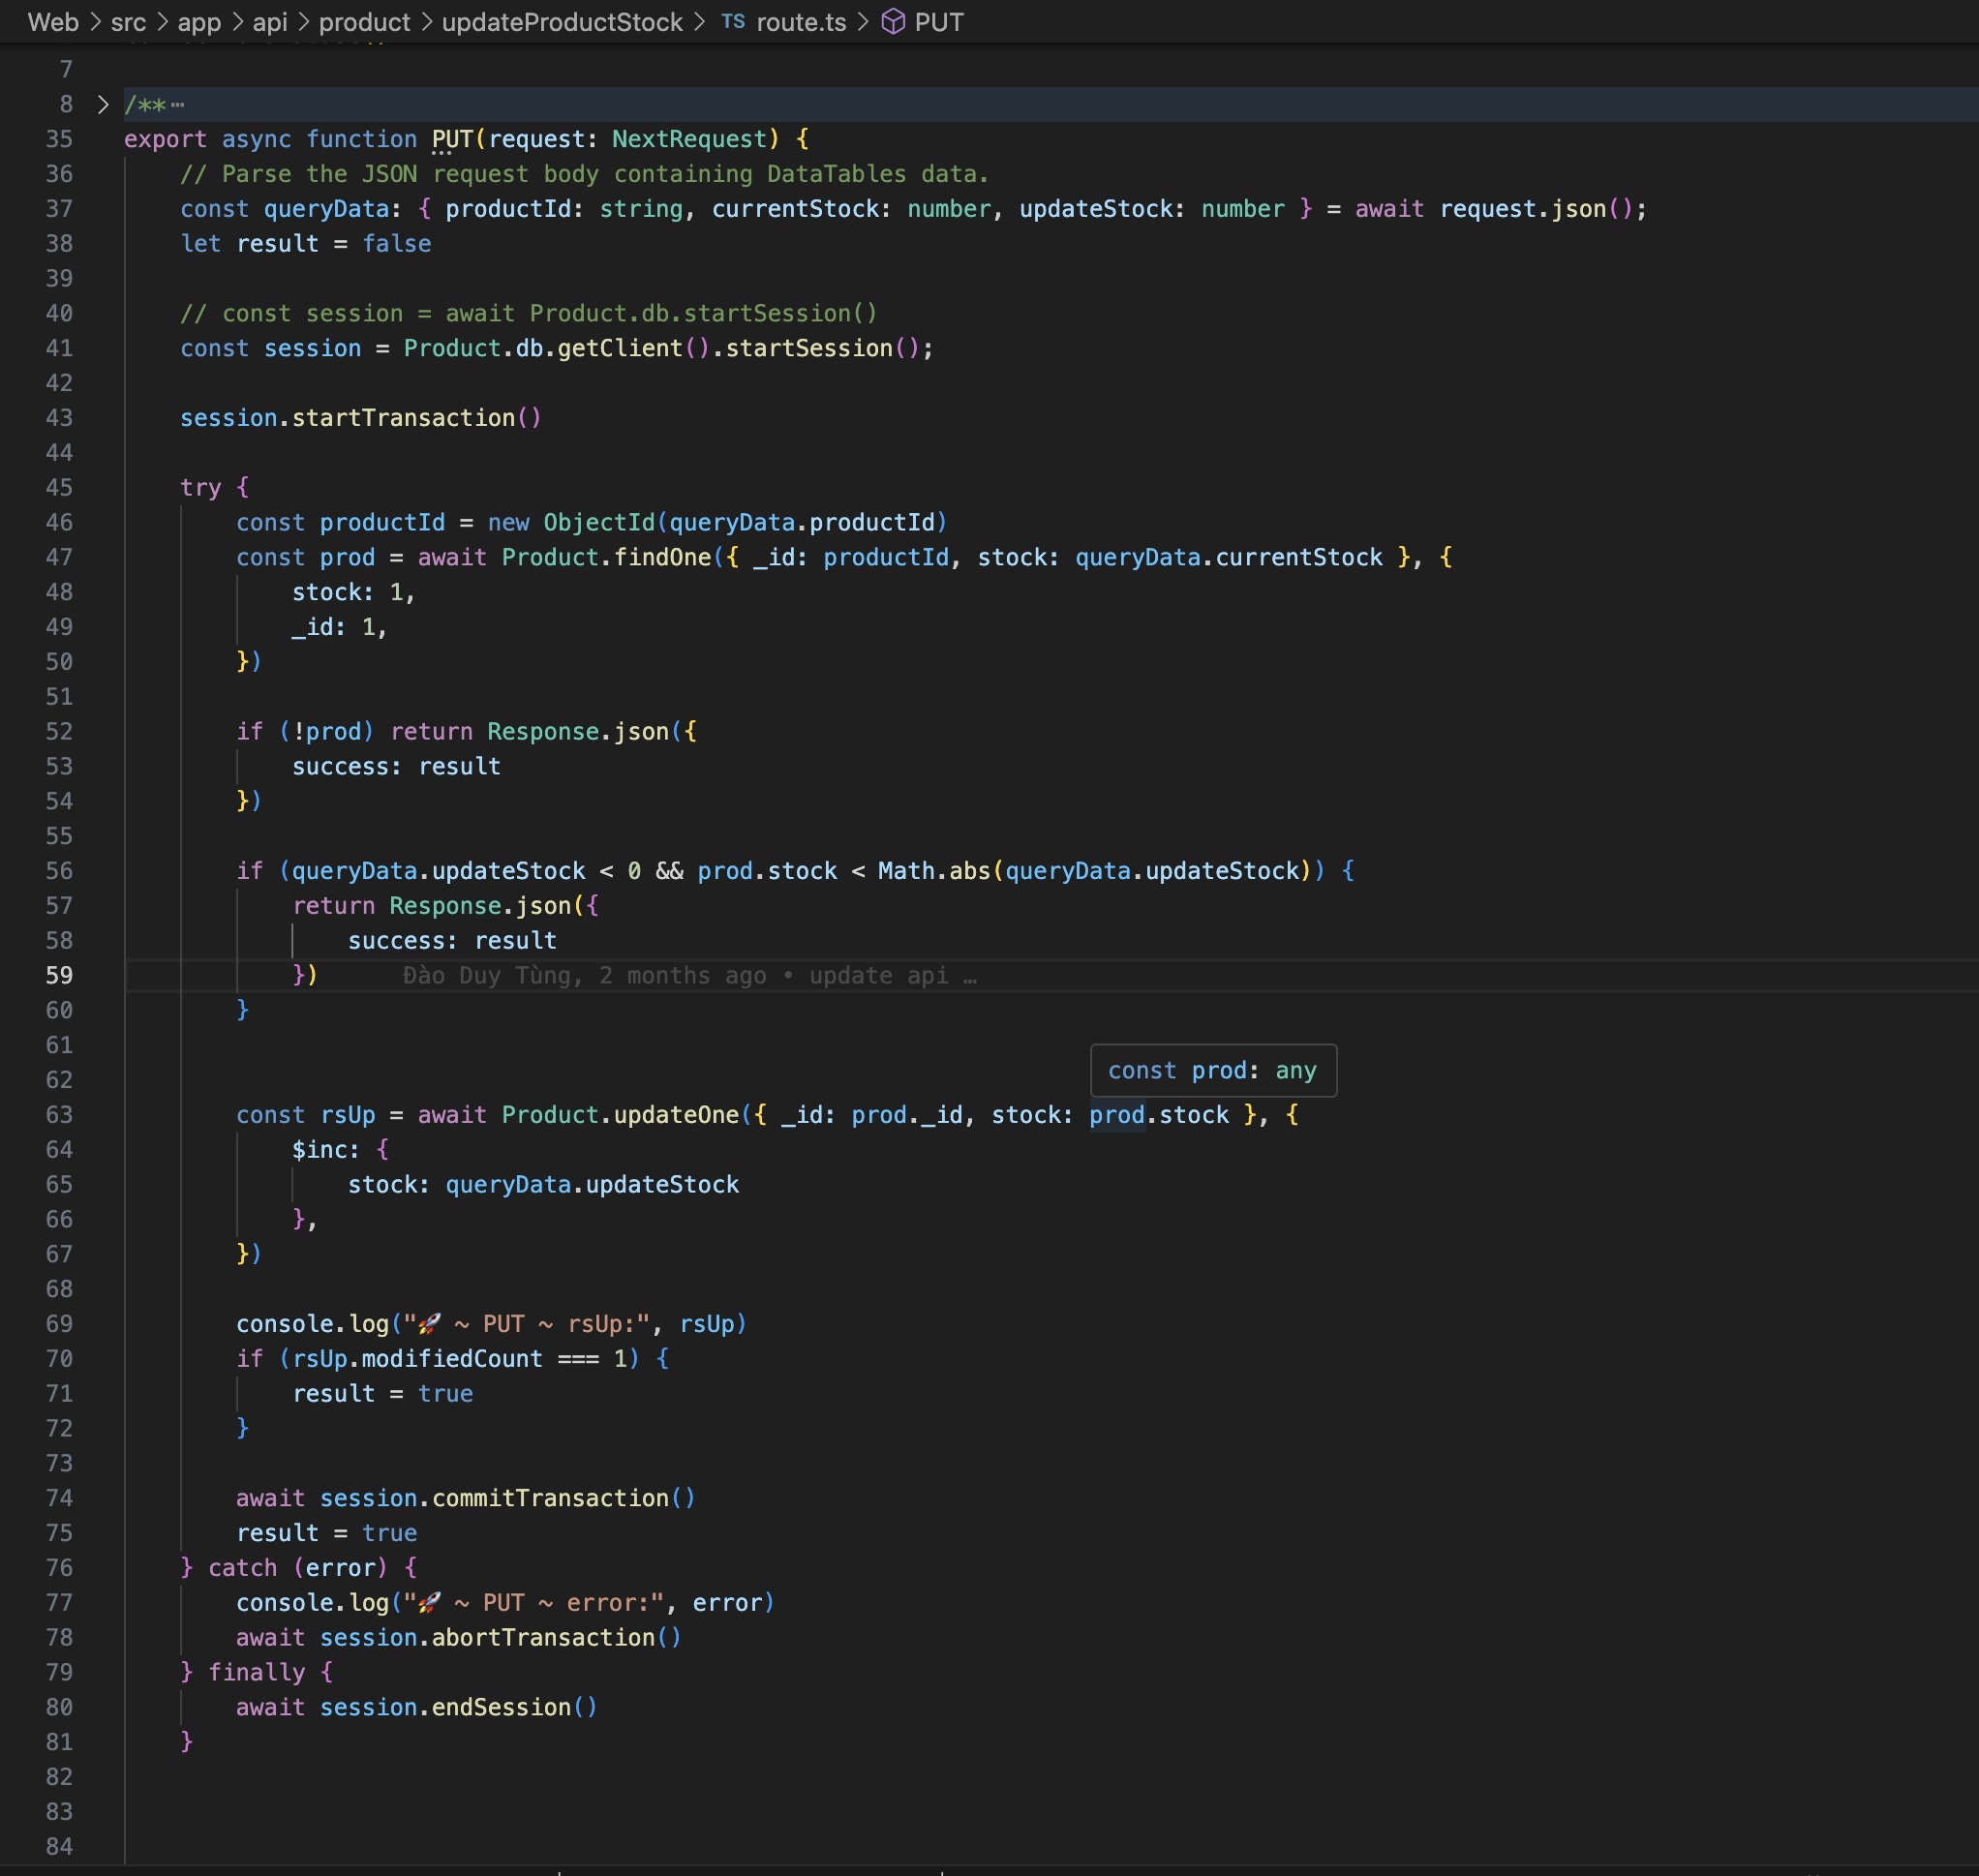 Web > src > app > api > product > updateProductStock > TS route.ts > PUT
7
8 > /** …
35 export async function PUT(request: NextRequest) {
36     // Parse the JSON request body containing DataTables data.
37     const queryData: { productId: string, currentStock: number, updateStock: number } = await request.json();
38     let result = false
39
40     // const session = await Product.db.startSession()
41     const session = Product.db.getClient().startSession();
42
43     session.startTransaction()
44
45     try {
46         const productId = new ObjectId(queryData.productId)
47         const prod = await Product.findOne({ _id: productId, stock: queryData.currentStock }, {
48             stock: 1,
49             _id: 1,
50         })
51
52         if (!prod) return Response.json({
53             success: result
54         })
55
56         if (queryData.updateStock < 0 && prod.stock < Math.abs(queryData.updateStock)) {
57             return Response.json({
58                 success: result
59             })      Đào Duy Tùng, 2 months ago • update api …
60         }
61
const prod: any
62
63         const rsUp = await Product.updateOne({ _id: prod._id, stock: prod.stock }, {
64             $inc: {
65                 stock: queryData.updateStock
66             },
67         })
68
69         console.log("🚀 ~ PUT ~ rsUp:", rsUp)
70         if (rsUp.modifiedCount === 1) {
71             result = true
72         }
73
74         await session.commitTransaction()
75         result = true
76     } catch (error) {
77         console.log("🚀 ~ PUT ~ error:", error)
78         await session.abortTransaction()
79     } finally {
80         await session.endSession()
81     }
82
83
84